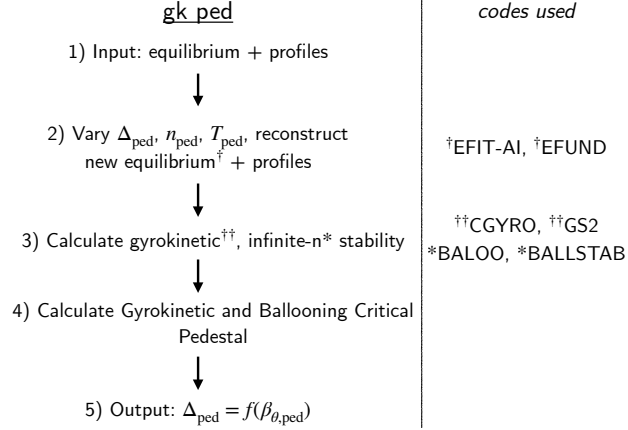 gk ped
codes used
1) Input: equilibrium + profiles
2) Vary Δped, nped, Tped, reconstruct
new equilibrium† + profiles
†EFIT-AI, †EFUND
3) Calculate gyrokinetic††, infinite-n* stability
††CGYRO, ††GS2
*BALOO, *BALLSTAB
4) Calculate Gyrokinetic and Ballooning Critical
Pedestal
5) Output: Δped = f(βθ,ped)